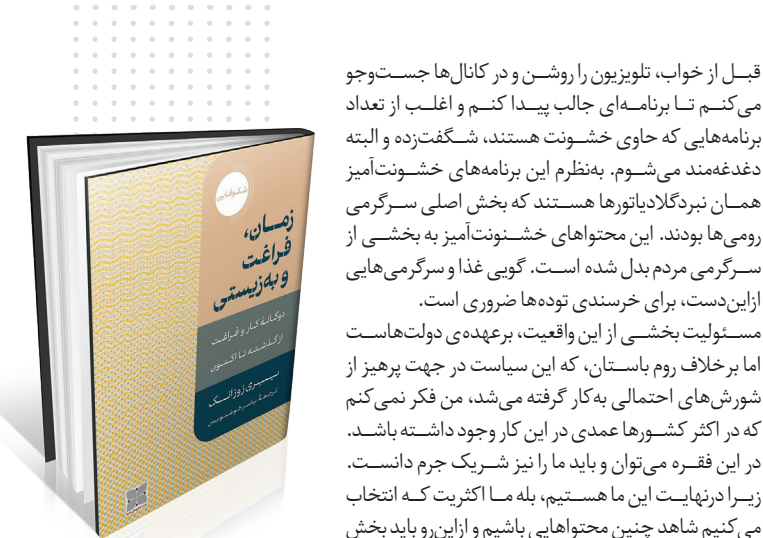 قبل از خواب، تلویزیون را روشن و در کانال‌ها جست‌وجو
می‌کنم تا برنامه‌ای جالب پیدا کنم و اغلب از تعداد
برنامه‌هایی که حاوی خشونت هستند، شگفت‌زده و البته
دغدغه‌مند می‌شوم. به‌نظرم این برنامه‌های خشونت‌آمیز
همان نبردگلادیاتورها هستند که بخش اصلی سرگرمی
رومی‌ها بودند. این محتواهای خشنونت‌آمیز به بخشی از
سرگرمی مردم بدل شده است. گویی غذا و سرگرمی‌هایی
ازاین‌دست، برای خرسندی توده‌ها ضروری است.
مسئولیت بخشی از این واقعیت، برعهده‌ی دولت‌هاست
اما برخلاف روم باستان، که این سیاست در جهت پرهیز از
شورش‌های احتمالی به‌کار گرفته می‌شد، من فکر نمی‌کنم
که در اکثر کشورها عمدی در این کار وجود داشته باشد.
در این فقره می‌توان و باید ما را نیز شریک جرم دانست.
زیرا درنهایت این ما هستیم، بله ما اکثریت که انتخاب
می‌کنیم شاهد چنین محتواهایی باشیم و ازاین‌رو باید بخش
زمان،
فراغت
و به‌زیستی
دوگانهٔ کار و فراغت
از گذشته تا اکنون